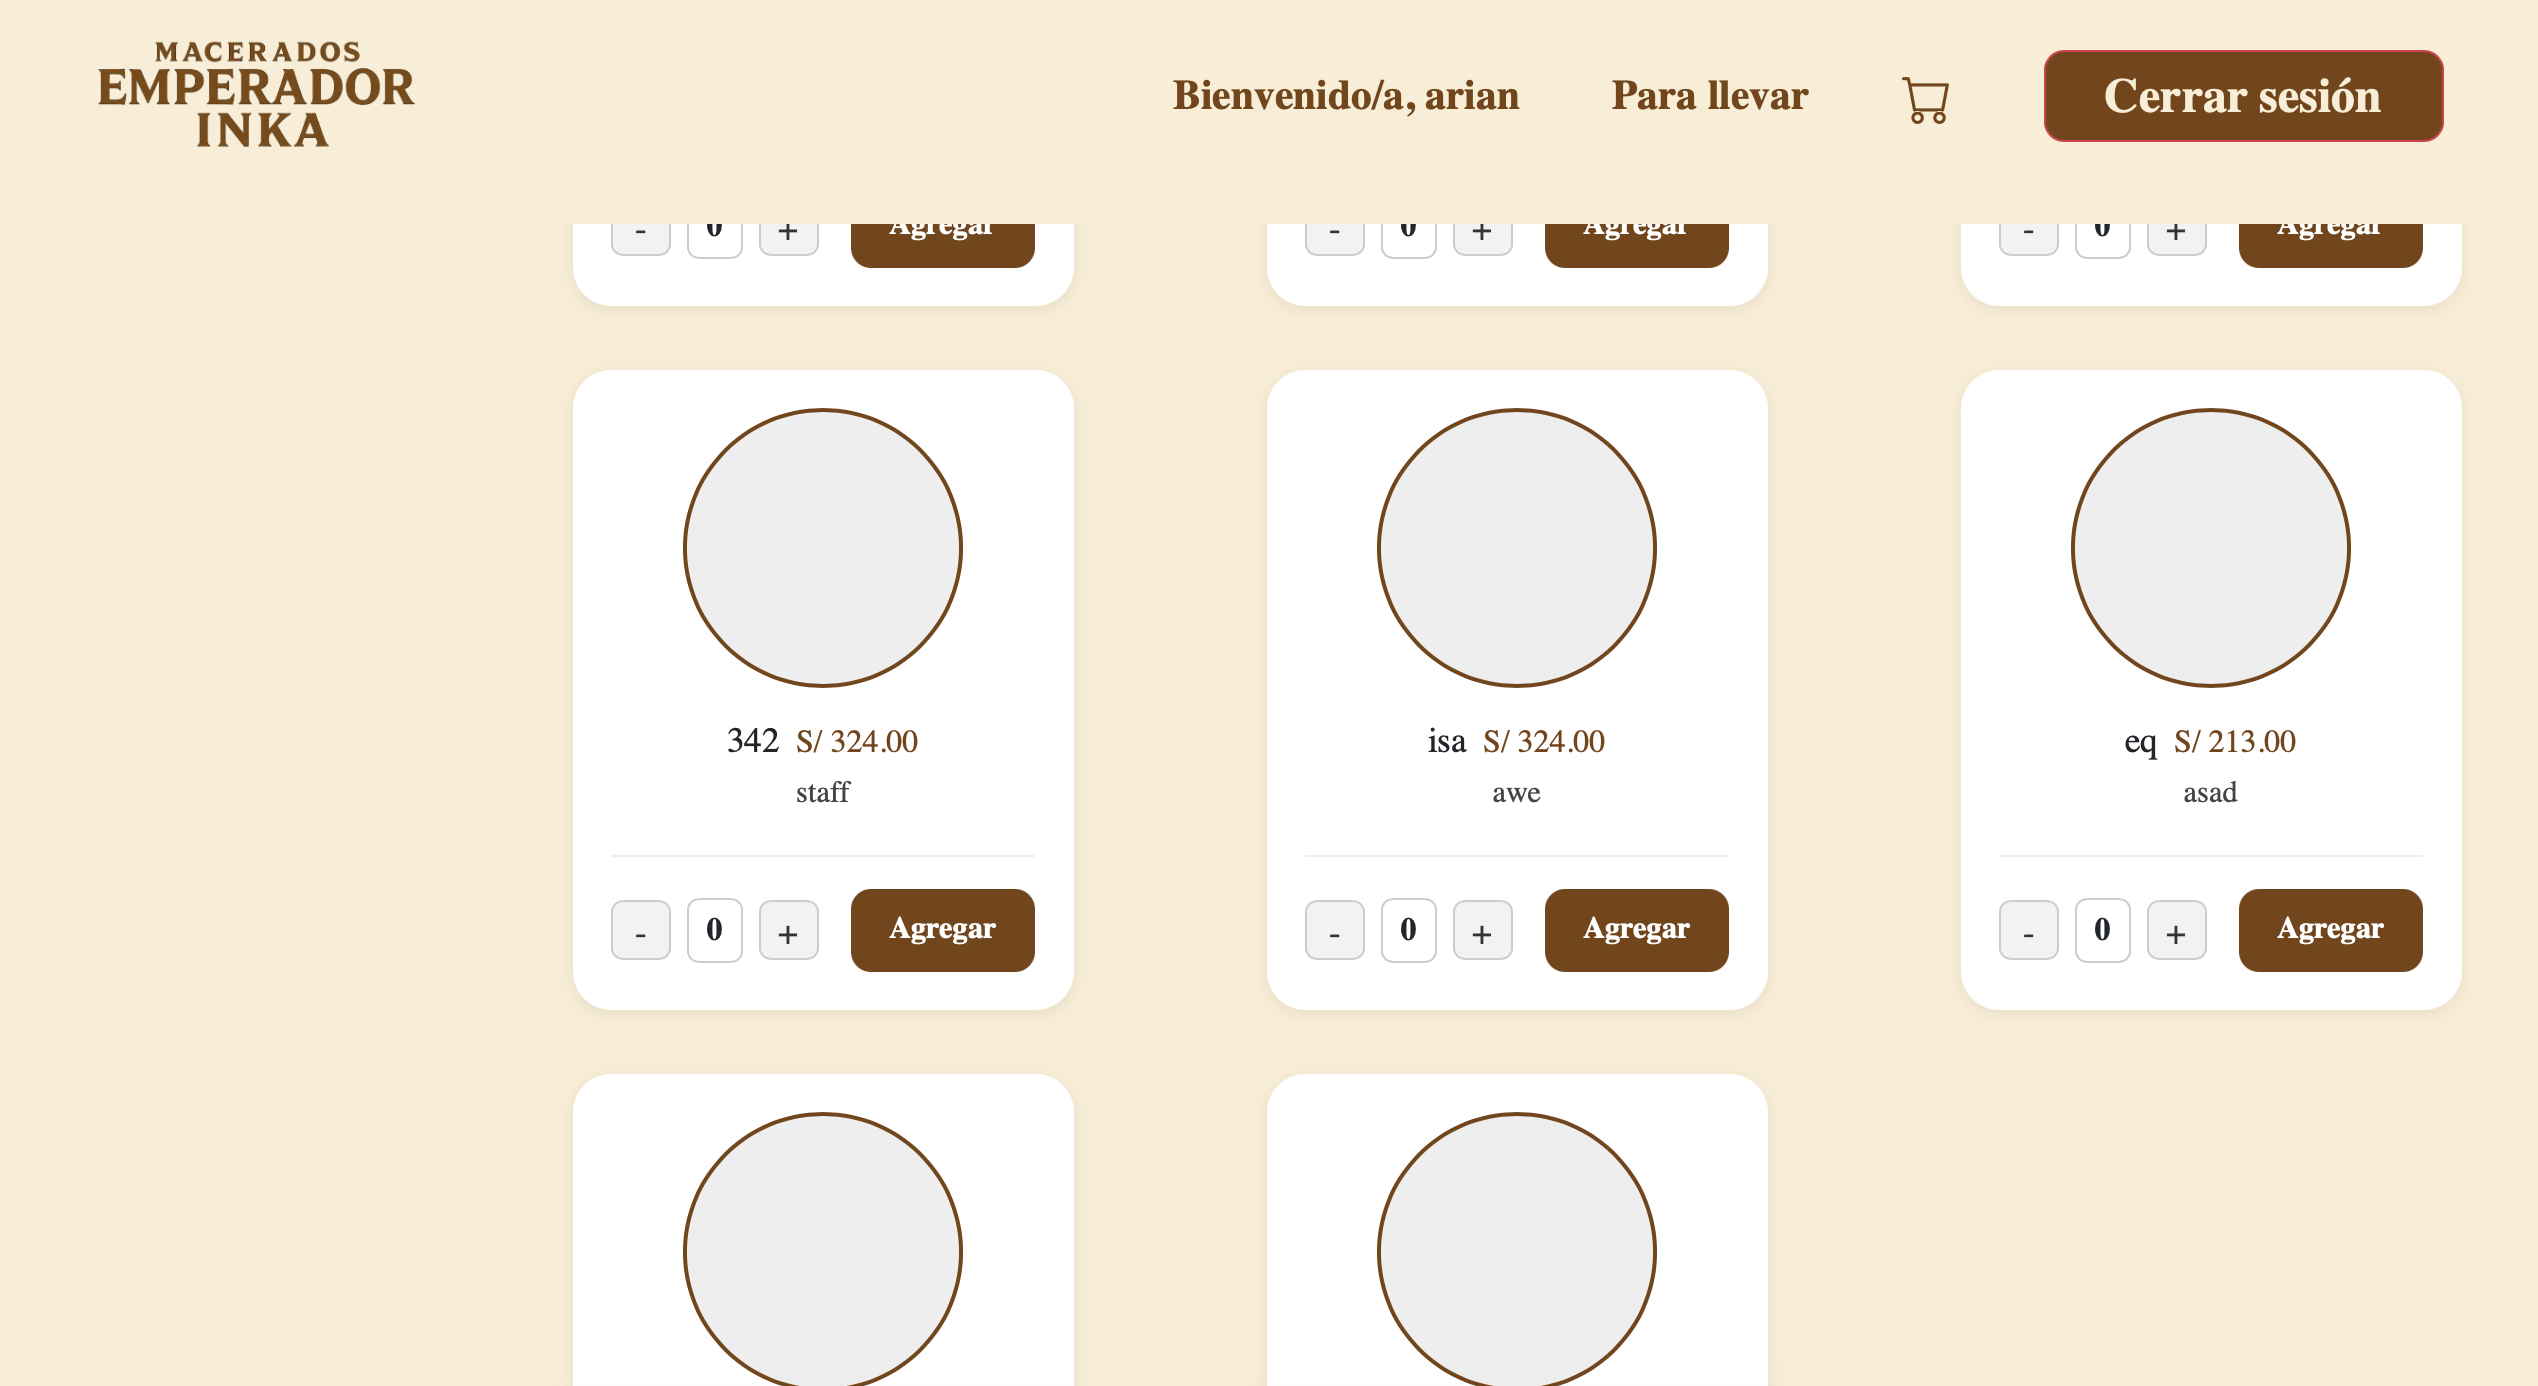 MACERADOS
EMPERADOR
INKA
Bienvenido/a, arian
Para llevar
Cerrar sesión
- 0 + Agregar
- 0 + Agregar
- 0 + Agregar
342 S/ 324.00
staff
- 0 + Agregar
isa S/ 324.00
awe
- 0 + Agregar
eq S/ 213.00
asad
- 0 + Agregar